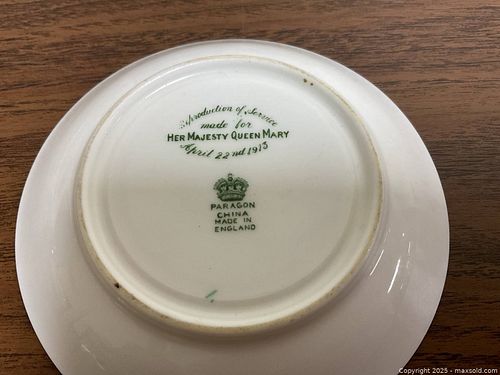 Reproduction of Service
made for
HER MAJESTY QUEEN MARY
April 22nd 1913
PARAGON
CHINA
MADE IN
ENGLAND
Copyright 2025 - maxsold.com